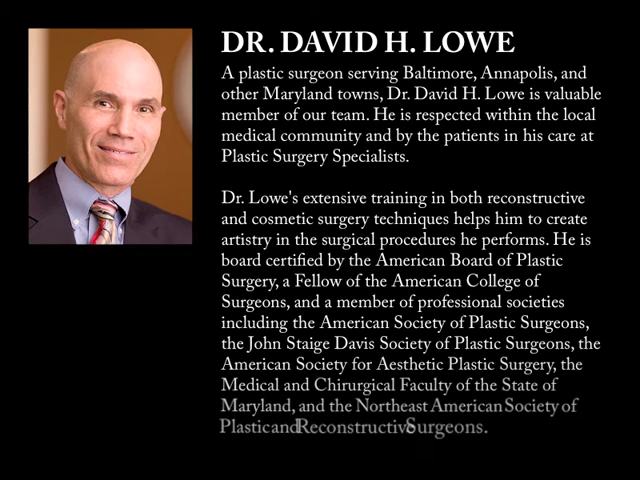 DR. DAVID H. LOWE
A plastic surgeon serving Baltimore, Annapolis, and
other Maryland towns, Dr. David H. Lowe is valuable
member of our team. He is respected within the local
medical community and by the patients in his care at
Plastic Surgery Specialists.
Dr. Lowe's extensive training in both reconstructive
and cosmetic surgery techniques helps him to create
artistry in the surgical procedures he performs. He is
board certified by the American Board of Plastic
Surgery, a Fellow of the American College of
Surgeons, and a member of professional societies
including the American Society of Plastic Surgeons,
the John Staige Davis Society of Plastic Surgeons, the
American Society for Aesthetic Plastic Surgery, the
Medical and Chirurgical Faculty of the State of
Maryland, and the Northeast American Society of
Plastic and Reconstructive Surgeons.